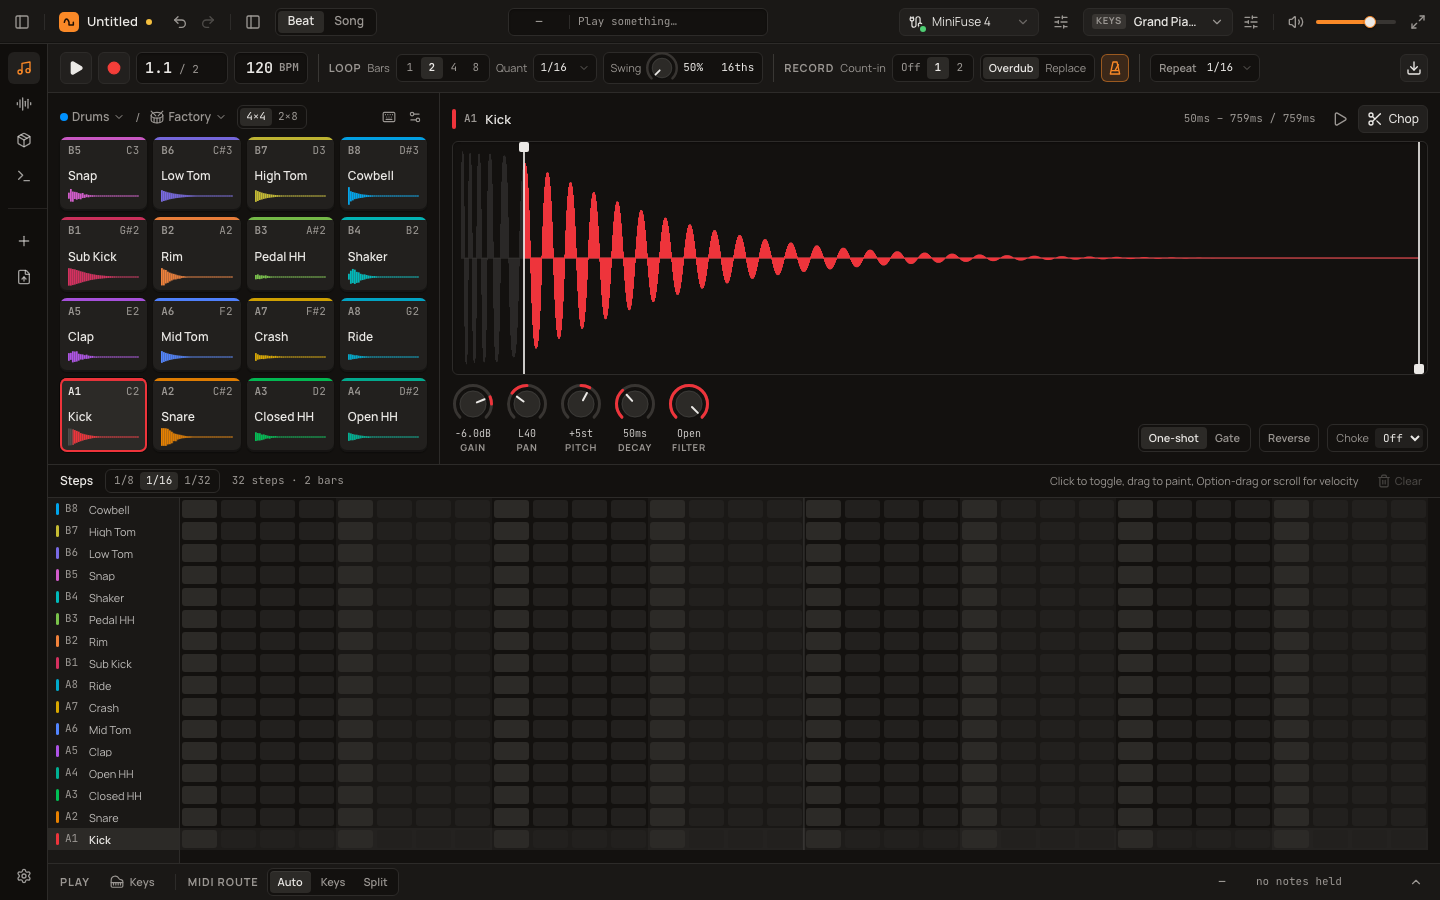 Untitled
Beat Song
– Play something…
MiniFuse 4
KEYS Grand Pia…
1.1 / 2
120 BPM
LOOP Bars 1 2 4 8
Quant 1/16
Swing 50% 16ths
RECORD Count-in Off 1 2
Overdub Replace
Repeat 1/16
Drums / Factory 4×4 2×8
B5 C3 Snap
B6 C#3 Low Tom
B7 D3 High Tom
B8 D#3 Cowbell
B1 G#2 Sub Kick
B2 A2 Rim
B3 A#2 Pedal HH
B4 B2 Shaker
A5 E2 Clap
A6 F2 Mid Tom
A7 F#2 Crash
A8 G2 Ride
A1 C2 Kick
A2 C#2 Snare
A3 D2 Closed HH
A4 D#2 Open HH
A1 Kick
50ms – 759ms / 759ms
Chop
-6.0dB L40 +5st 50ms Open
GAIN PAN PITCH DECAY FILTER
One-shot Gate
Reverse
Choke Off
Steps 1/8 1/16 1/32 32 steps · 2 bars
Click to toggle, drag to paint, Option-drag or scroll for velocity
Clear
B8 Cowbell
B7 High Tom
B6 Low Tom
B5 Snap
B4 Shaker
B3 Pedal HH
B2 Rim
B1 Sub Kick
A8 Ride
A7 Crash
A6 Mid Tom
A5 Clap
A4 Open HH
A3 Closed HH
A2 Snare
A1 Kick
PLAY Keys
MIDI ROUTE Auto Keys Split
– no notes held